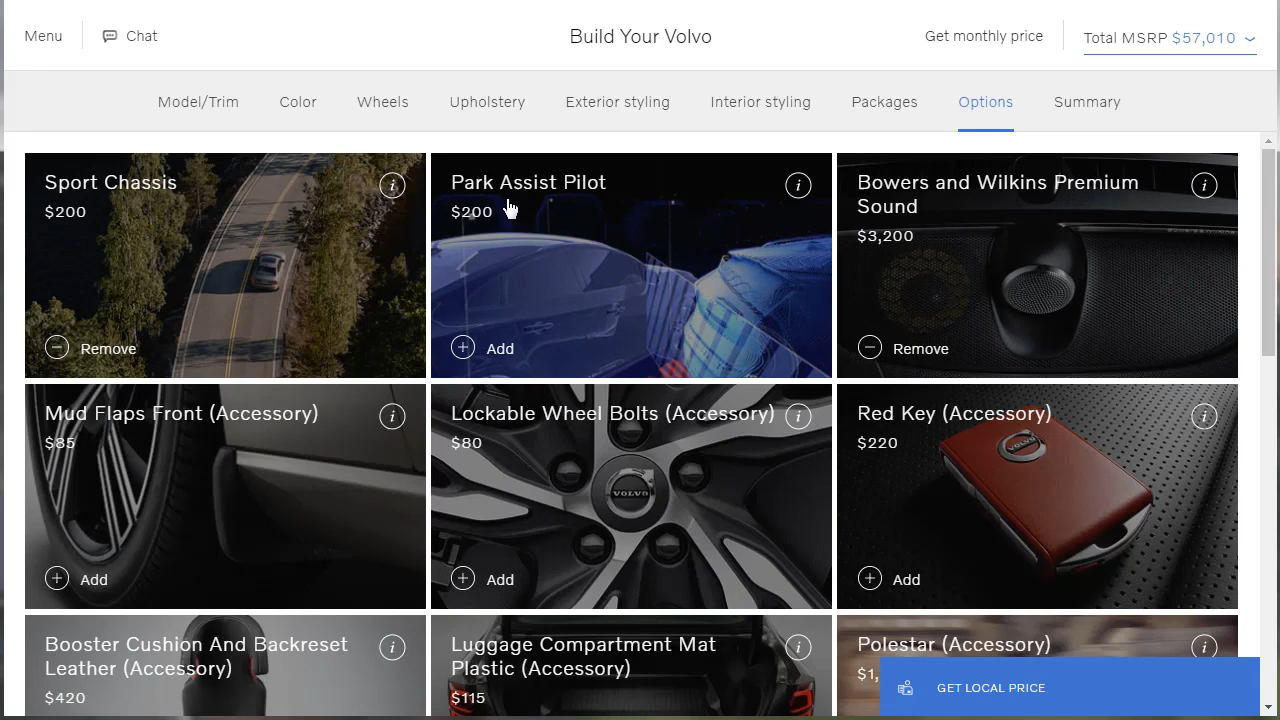 Menu
Chat
Build Your Volvo
Get monthly price
Total MSRP $57,010
Model/Trim
Color
Wheels
Upholstery
Exterior styling
Interior styling
Packages
Options
Summary
Sport Chassis
$200
Remove
Park Assist Pilot
$200
Add
Bowers and Wilkins Premium
Sound
$3,200
Remove
Mud Flaps Front (Accessory)
$85
Add
Lockable Wheel Bolts (Accessory)
$80
VOLVO
Add
Red Key (Accessory)
$220
VOLVO
Add
Booster Cushion And Backreset
Leather (Accessory)
$420
Luggage Compartment Mat
Plastic (Accessory)
$115
Polestar (Accessory)
$1,
GET LOCAL PRICE